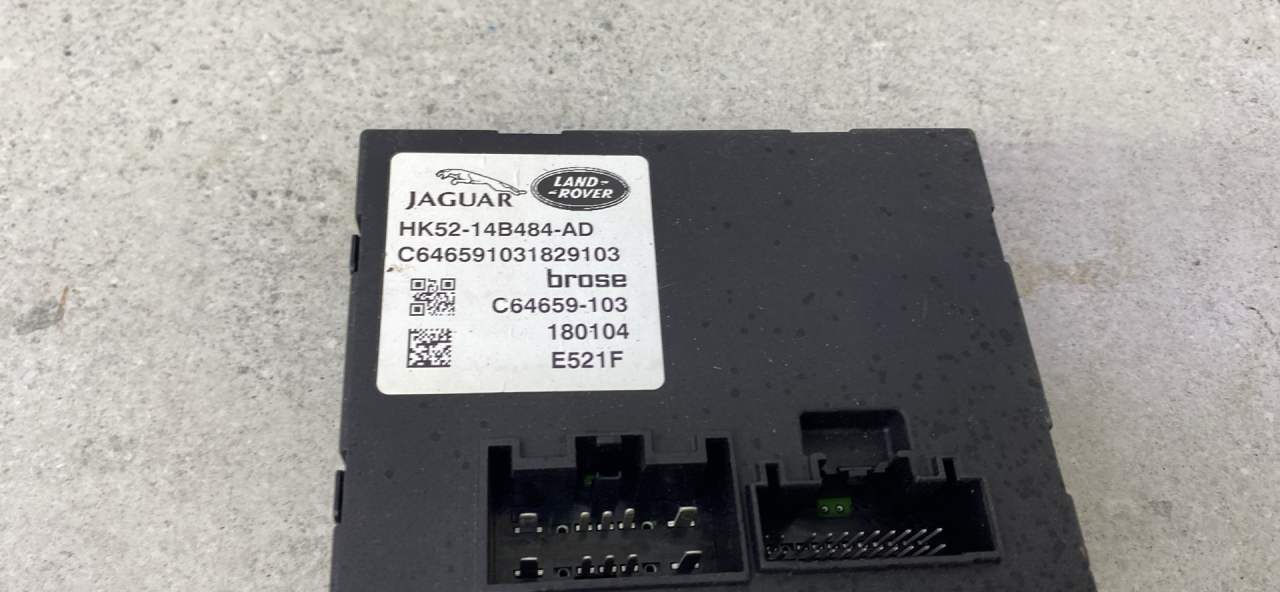 JAGUAR
LAND-
-ROVER
HK52-14B484-AD
C646591031829103
brose
C64659-103
180104
E521F